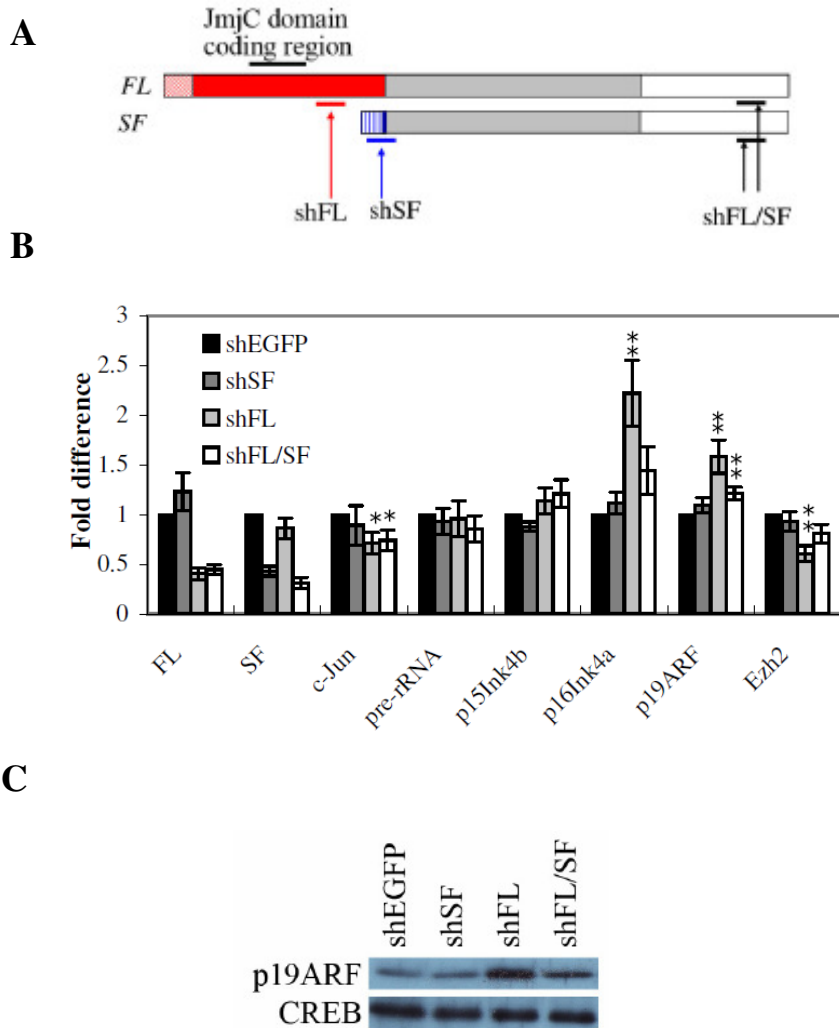 A
JmjC domain
coding region
FL
SF
shFL
shSF
shFL/SF
B
3
2.5
2
1.5
1
0.5
0
Fold difference
shEGFP
shSF
shFL
shFL/SF
* *
**
**
**
**
FL
SF
c-Jun
pre-rRNA
p15Ink4b
p16Ink4a
p19ARF
Ezh2
C
shEGFP
shSF
shFL
shFL/SF
p19ARF
CREB